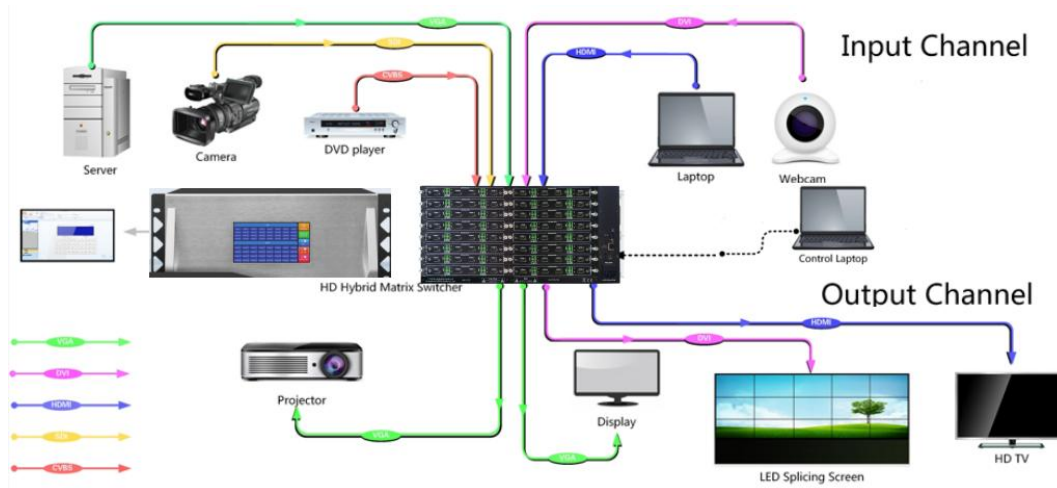 VGA
DVI
Input Channel
HDMI
CVBS
Server
Camera
DVD player
Laptop
Webcam
Control Laptop
HD Hybrid Matrix Switcher
Output Channel
HDMI
VGA
DVI
DVI
HDMI
Projector
Display
VGA
SDI
VGA
HD TV
CVBS
LED Splicing Screen